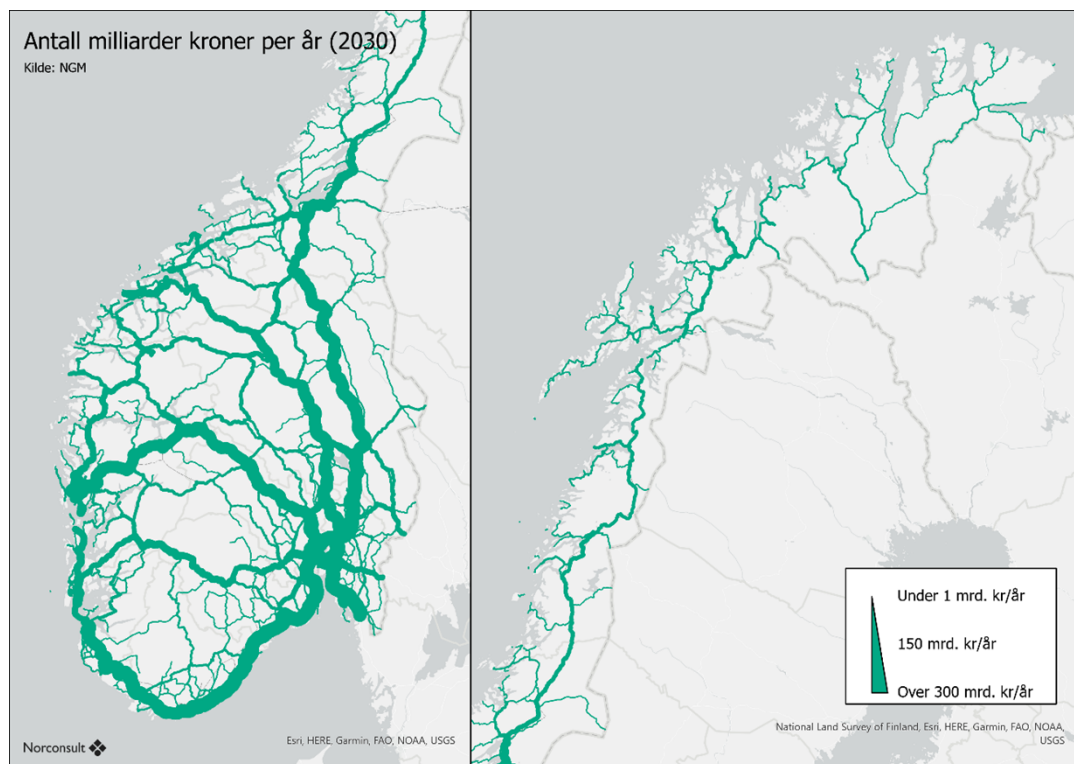 Antall milliarder kroner per år (2030)
Kilde: NGM
Under 1 mrd. kr/år
150 mrd. kr/år
Over 300 mrd. kr/år
Norconsult
Esri, HERE, Garmin, FAO, NOAA, USGS
National Land Survey of Finland, Esri, HERE, Garmin, FAO, NOAA,
USGS